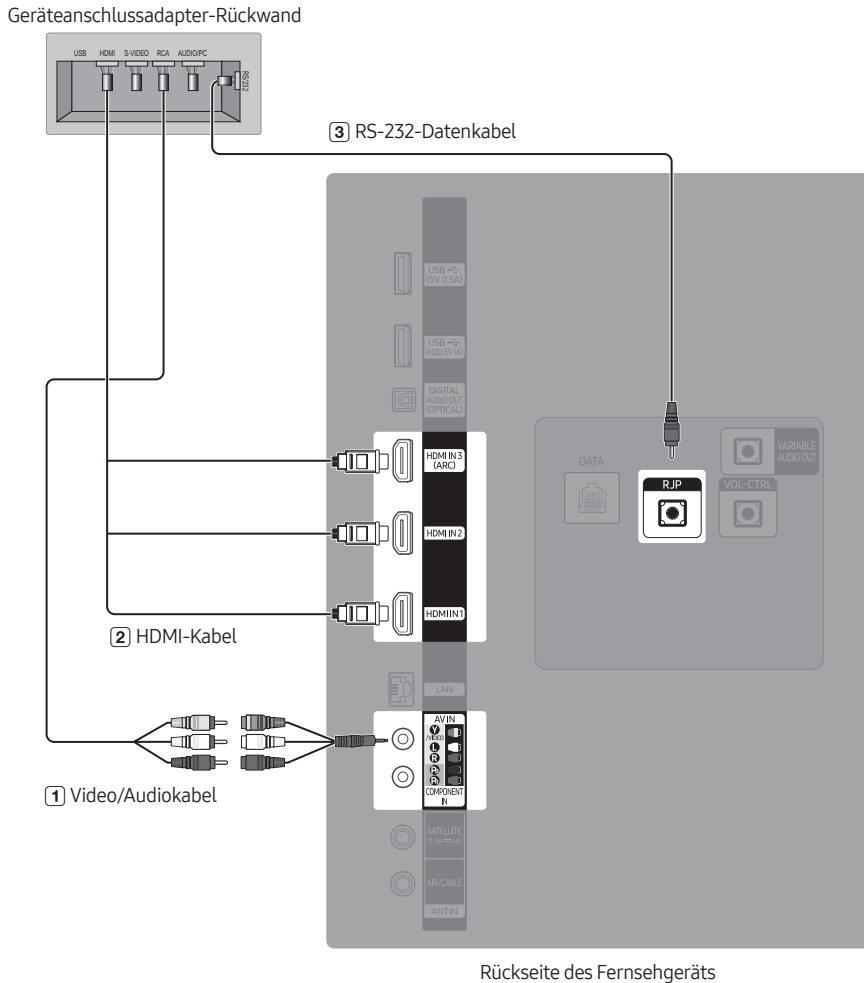 Geräteanschlussadapter-Rückwand
USB HDMI S-VIDEO RCA AUDIO/PC
RS/232
3 RS-232-Datenkabel
USB
(5V 0.5A)
USB
(HDD 5V 1A)
DIGITAL
AUDIO OUT
(OPTICAL)
HDMI IN 3
(ARC)
DATA
RJP
VARIABLE
AUDIO OUT
VOL-CTRL
HDMI IN 2
HDMI IN 1
2 HDMI-Kabel
LAN
AV IN
Y
/VIDEO
L
R
COMPONENT
IN
1 Video/Audiokabel
SATELLITE
AIR/CABLE
ANT IN
Rückseite des Fernsehgeräts